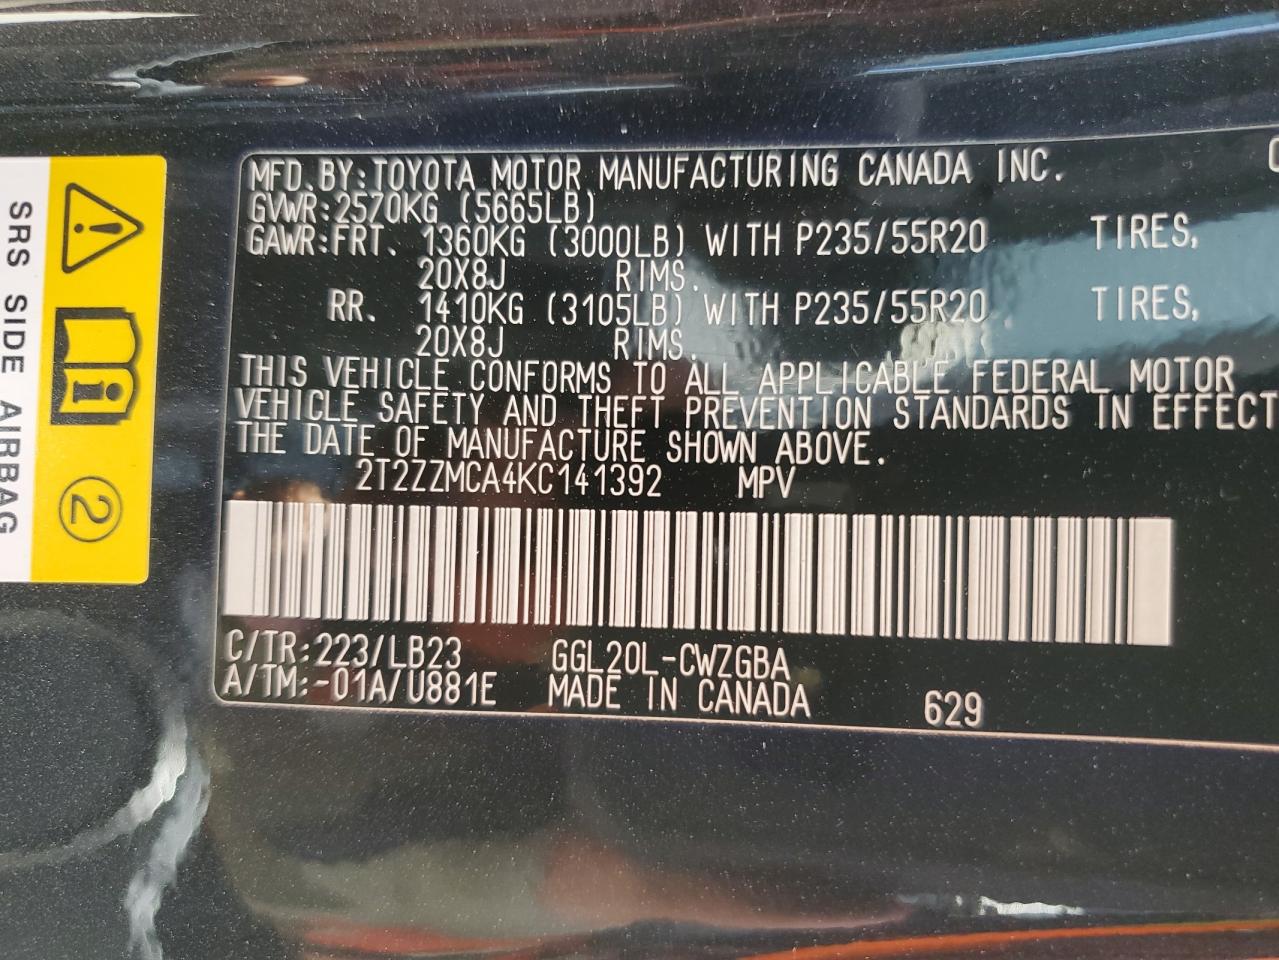 MFD.BY:TOYOTA MOTOR MANUFACTURING CANADA INC.
GVWR:2570KG (5665LB)
GAWR:FRT. 1360KG (3000LB) WITH P235/55R20 TIRES,
20X8J RIMS.
RR. 1410KG (3105LB) WITH P235/55R20 TIRES,
20X8J RIMS.
THIS VEHICLE CONFORMS TO ALL APPLICABLE FEDERAL MOTOR
VEHICLE SAFETY AND THEFT PREVENTION STANDARDS IN EFFECT
THE DATE OF MANUFACTURE SHOWN ABOVE.
2T2ZZMCA4KC141392 MPV
C/TR:223/LB23 GGL20L-CWZGBA
A/TM:-01A/U881E MADE IN CANADA 629
SRS SIDE AIRBAG
2